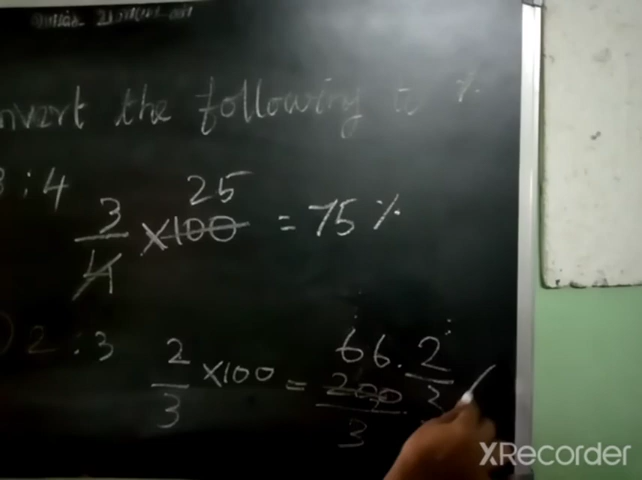 nvert the following to %
3 : 4
25
3/4 ×100 = 75%
2 : 3 2/3 ×100 = 200/3 66.2/3 %
XRecorder